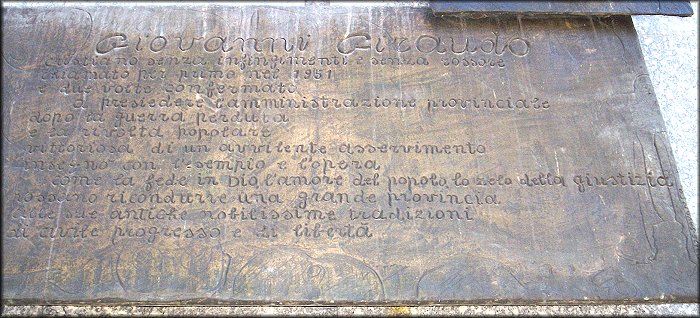 Giovanni Giraudo
cristiano senza infingimenti e senza rossore
chiamato per primo nel 1951
e due volte confermato
a presiedere l'amministrazione provinciale
dopo la guerra perduta
e la rivolta popolare
vittoriosa di un avvilente asservimento
insegnò con l'esempio e l'opera
come la fede in Dio l'amore del popolo lo zelo della giustizia
possano ricondurre una grande provincia
alle sue antiche nobilissime tradizioni
di civile progresso e di libertà